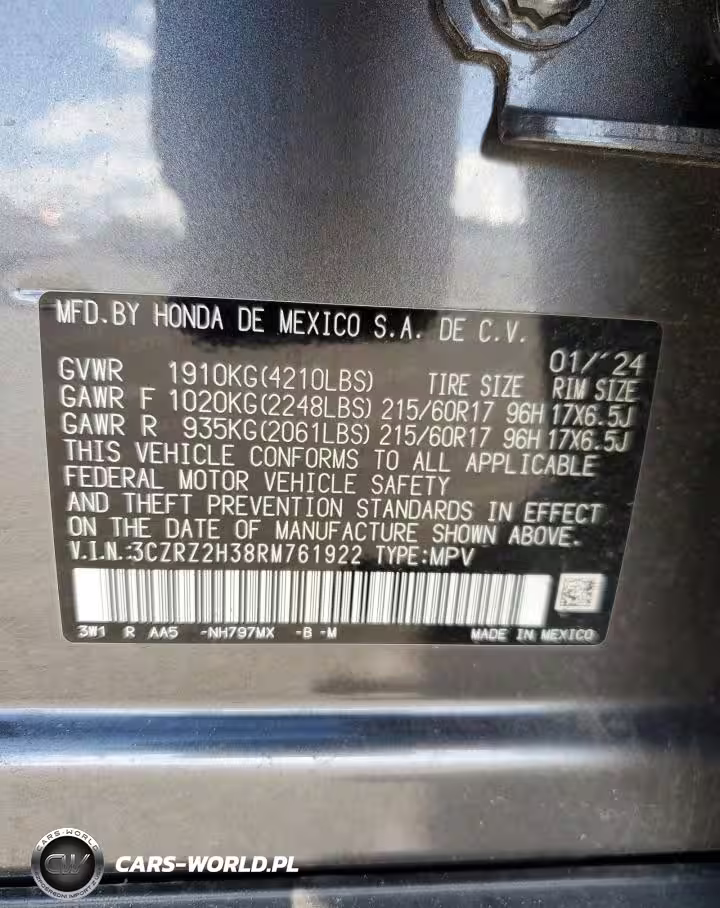 MFD.BY HONDA DE MEXICO S.A. DE C.V.
01/'24
GVWR 1910KG(4210LBS) TIRE SIZE RIM SIZE
GAWR F 1020KG(2248LBS) 215/60R17 96H 17X6.5J
GAWR R 935KG(2061LBS) 215/60R17 96H 17X6.5J
THIS VEHICLE CONFORMS TO ALL APPLICABLE
FEDERAL MOTOR VEHICLE SAFETY
AND THEFT PREVENTION STANDARDS IN EFFECT
ON THE DATE OF MANUFACTURE SHOWN ABOVE.
V.I.N.:3CZRZ2H38RM761922 TYPE:MPV
3W1 R AA5 -NH797MX -B -M MADE IN MEXICO
CARS-WORLD
CW
CARS-WORLD.PL